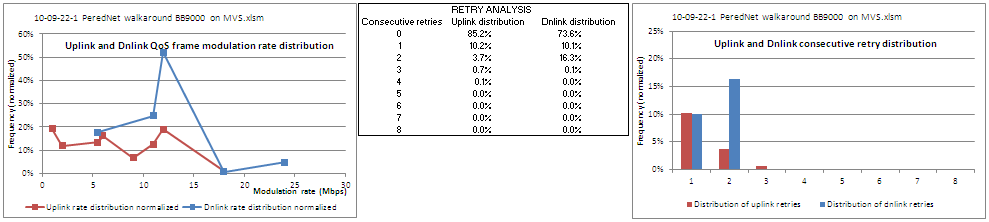 10-09-22-1 PeredNet walkaround BB9000 on MVS.xlsm
Uplink and Dnlink QoS frame modulation rate distribution
Frequency (normalized)
60%
50%
40%
30%
20%
10%
0%
0 5 10 15 20 25 30
Modulation rate (Mbps)
Uplink rate distribution normalized
Dnlink rate distribution normalized
RETRY ANALYSIS
Consecutive retries Uplink distribution Dnlink distribution
0 85.2% 73.6%
1 10.2% 10.1%
2 3.7% 16.3%
3 0.7% 0.1%
4 0.1% 0.0%
5 0.0% 0.0%
6 0.0% 0.0%
7 0.0% 0.0%
8 0.0% 0.0%
10-09-22-1 PeredNet walkaround BB9000 on MVS.xlsm
Uplink and Dnlink consecutive retry distribution
Frequency (normalized)
25%
20%
15%
10%
5%
0%
1 2 3 4 5 6 7 8
Distribution of uplink retries
Distribution of dnlink retries